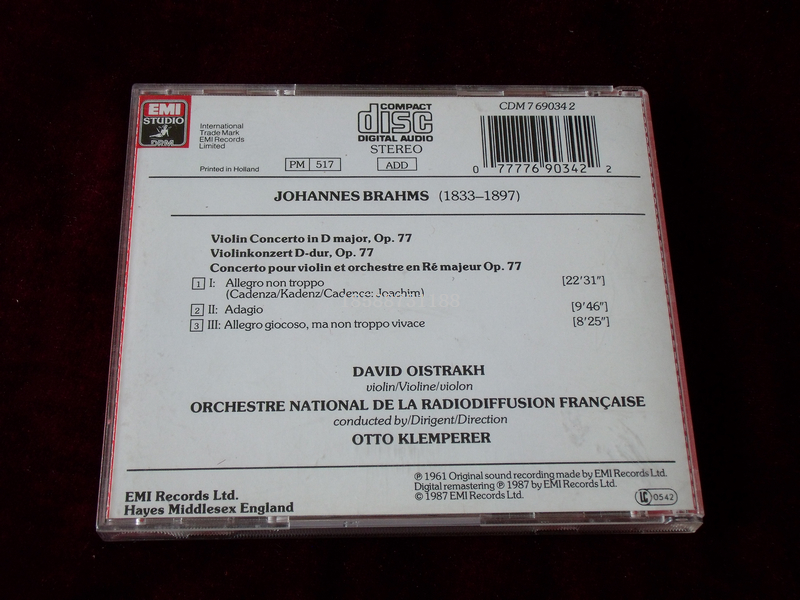 EMI
STUDIO
DRM
International
Trade Mark
EMI Records
Limited
Printed in Holland
COMPACT
disc
DIGITAL AUDIO
STEREO
PM 517
ADD
CDM 7 69034 2
0 77776 90342 2
JOHANNES BRAHMS (1833–1897)
Violin Concerto in D major, Op. 77
Violinkonzert D-dur, Op. 77
Concerto pour violin et orchestre en Ré majeur Op. 77
1 I: Allegro non troppo [22'31"]
(Cadenza/Kadenz/Cadence: Joachim)
2 II: Adagio [9'46"]
3 III: Allegro giocoso, ma non troppo vivace [8'25"]
DAVID OISTRAKH
violin/Violine/violon
ORCHESTRE NATIONAL DE LA RADIODIFFUSION FRANÇAISE
conducted by/Dirigent/Direction
OTTO KLEMPERER
℗ 1961 Original sound recording made by EMI Records Ltd.
Digital remastering ℗ 1987 by EMI Records Ltd.
© 1987 EMI Records Ltd.
LC 0542
EMI Records Ltd.
Hayes Middlesex England